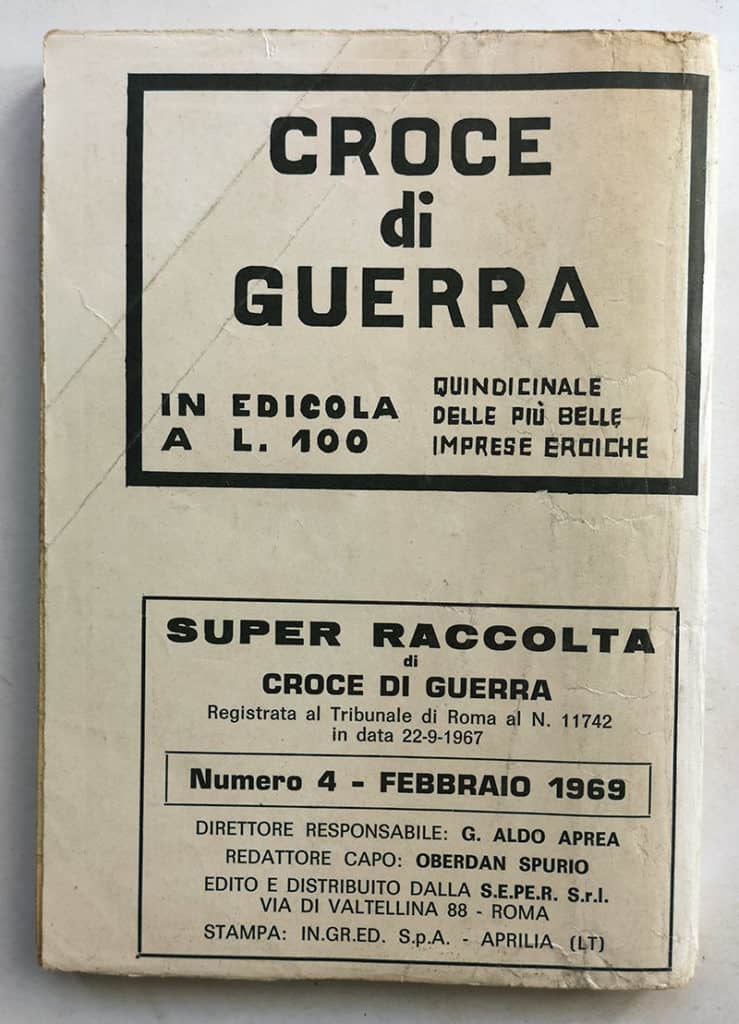 CROCE
di
GUERRA
IN EDICOLA
A L. 100
QUINDICINALE
DELLE PIÙ BELLE
IMPRESE EROICHE
SUPER RACCOLTA
di
CROCE DI GUERRA
Registrata al Tribunale di Roma al N. 11742
in data 22-9-1967
Numero 4 - FEBBRAIO 1969
DIRETTORE RESPONSABILE: G. ALDO APREA
REDATTORE CAPO: OBERDAN SPURIO
EDITO E DISTRIBUITO DALLA S.E.PE.R. S.r.l.
VIA DI VALTELLINA 88 - ROMA
STAMPA: IN.GR.ED. S.p.A. - APRILIA (LT)